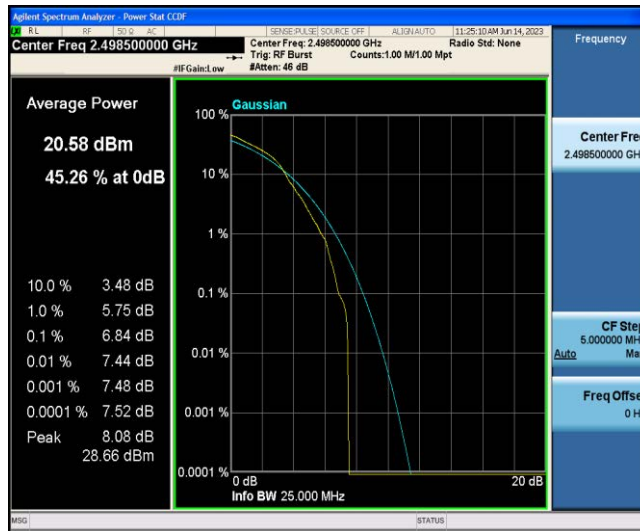 Agilent Spectrum Analyzer - Power Stat CCDF
RL RF 50 Ω AC SENSE:PULSE SOURCE OFF ALIGNAUTO 11:25:10 AM Jun 14, 2023
Center Freq 2.498500000 GHz
Center Freq: 2.498500000 GHz Radio Std: None
Trig: RF Burst Counts:1.00 M/1.00 Mpt
#IFGain:Low #Atten: 46 dB
Frequency
Average Power
20.58 dBm
45.26 % at 0dB
10.0 % 3.48 dB
1.0 % 5.75 dB
0.1 % 6.84 dB
0.01 % 7.44 dB
0.001 % 7.48 dB
0.0001 % 7.52 dB
Peak 8.08 dB
28.66 dBm
Gaussian
100 %
10 %
1 %
0.1 %
0.01 %
0.001 %
0.0001 %
0 dB 20 dB
Info BW 25.000 MHz
Center Fre
2.498500000 GH
CF Step
5.000000 MH
Auto Ma
Freq Offse
0 H
MSG STATUS